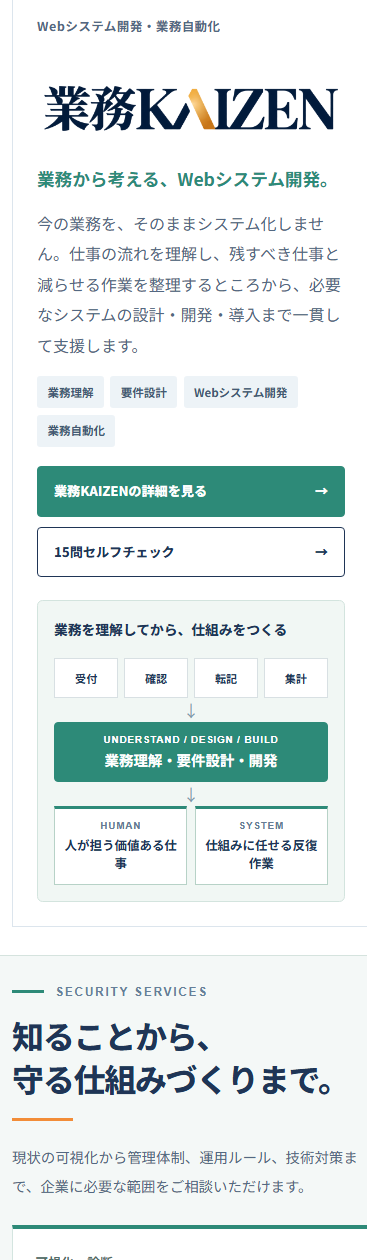 Webシステム開発・業務自動化
業務KAIZEN
業務から考える、Webシステム開発。
今の業務を、そのままシステム化しませ
ん。仕事の流れを理解し、残すべき仕事と
減らせる作業を整理するところから、必要
なシステムの設計・開発・導入まで一貫し
て支援します。
業務理解 要件設計 Webシステム開発
業務自動化
業務KAIZENの詳細を見る →
15問セルフチェック →
業務を理解してから、仕組みをつくる
受付 確認 転記 集計
↓
UNDERSTAND / DESIGN / BUILD
業務理解・要件設計・開発
↓
HUMAN
人が担う価値ある仕
事
SYSTEM
仕組みに任せる反復
作業
SECURITY SERVICES
知ることから、
守る仕組みづくりまで。
現状の可視化から管理体制、運用ルール、技術対策ま
で、企業に必要な範囲をご相談いただけます。